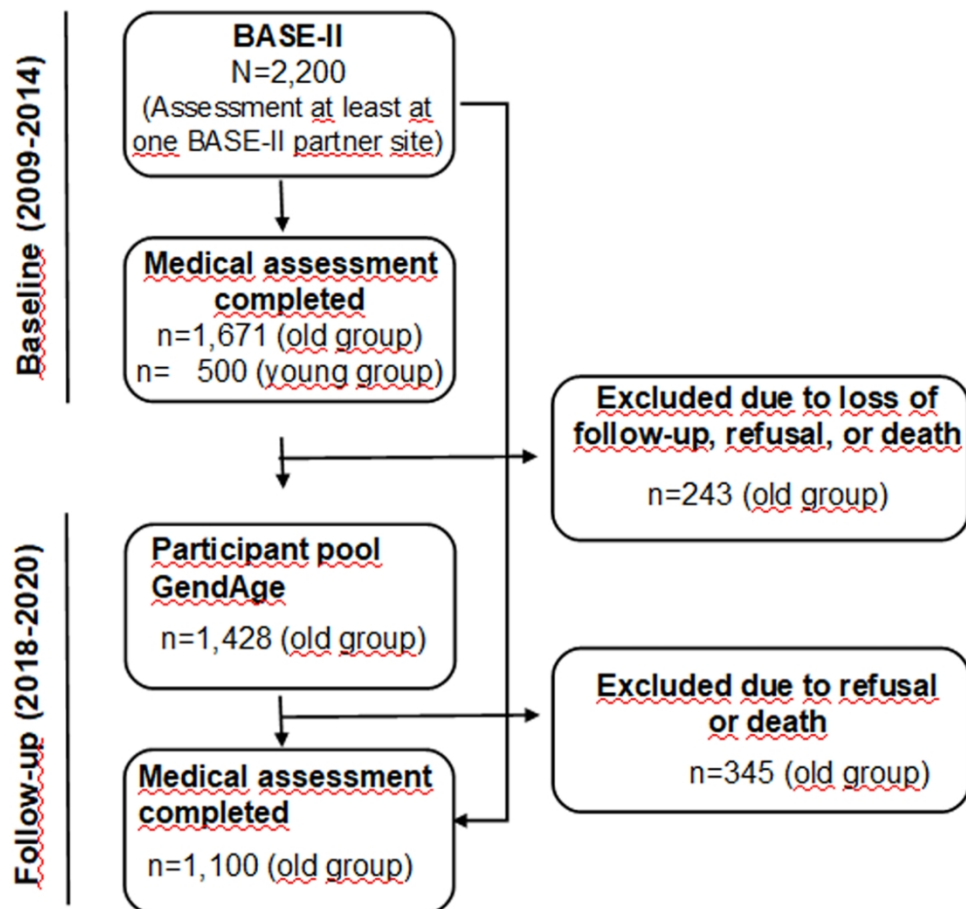 Baseline (2009-2014)
BASE-II
N=2,200
(Assessment at least at
one BASE-II partner site)
Medical assessment
completed
n=1,671 (old group)
n= 500 (young group)
Excluded due to loss of
follow-up, refusal, or death
n=243 (old group)
Follow-up (2018-2020)
Participant pool
GendAge
n=1,428 (old group)
Excluded due to refusal
or death
n=345 (old group)
Medical assessment
completed
n=1,100 (old group)